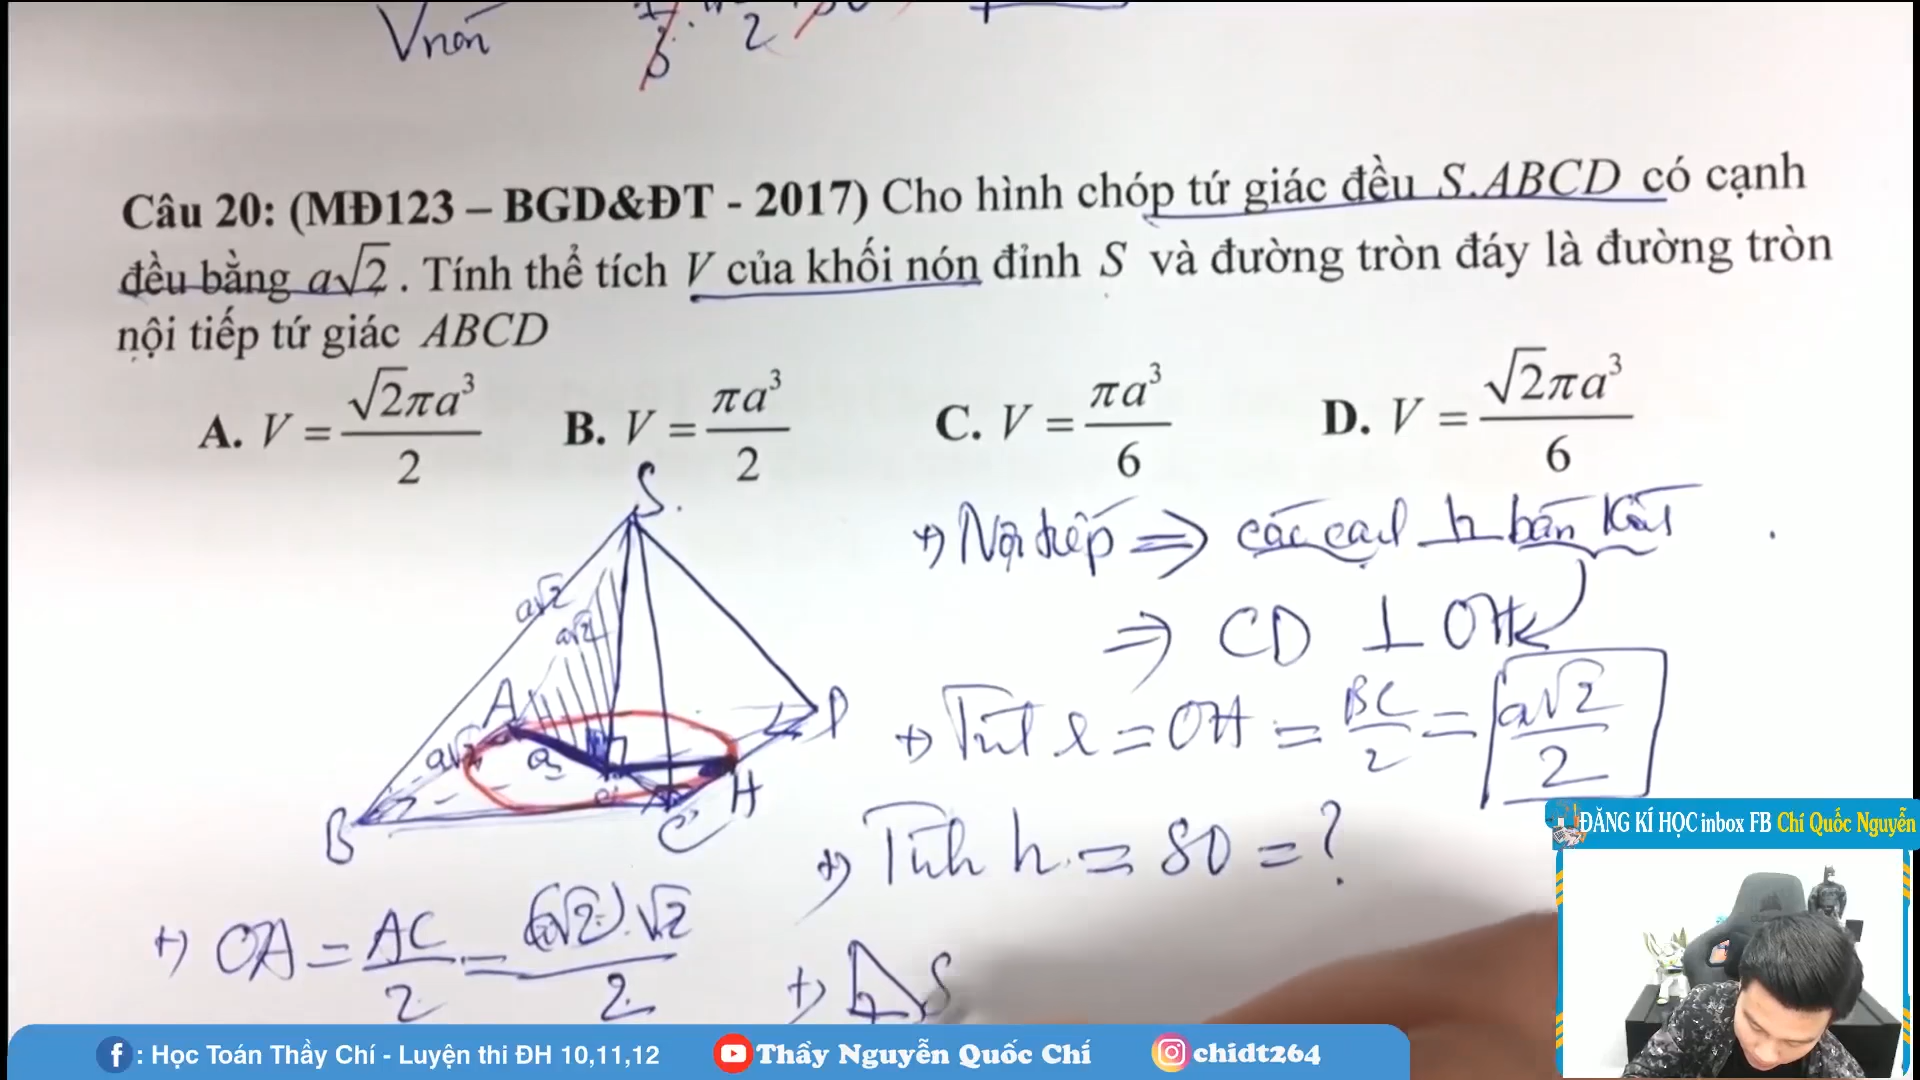 Vnón
Câu 20: (MĐ123 – BGD&ĐT - 2017) Cho hình chóp tứ giác đều S.ABCD có cạnh
đều bằng a√2. Tính thể tích V của khối nón đỉnh S và đường tròn đáy là đường tròn
nội tiếp tứ giác ABCD
A. V = √2πa³/2 B. V = πa³/2 C. V = πa³/6 D. V = √2πa³/6
S
a√2
a√2
A
D
a√2
a
H
B
C
+) Nội tiếp ⇒ các cạnh ⊥ bán kính
⇒ CD ⊥ OH
+) Tính r = OH = BC/2 = a√2/2
+) Tính h = SO = ?
+) OA = AC/2 = (a√2).√2/2
+) △S
ĐĂNG KÍ HỌC inbox FB Chí Quốc Nguyễn
: Học Toán Thầy Chí - Luyện thi ĐH 10,11,12
Thầy Nguyễn Quốc Chí
chidt264